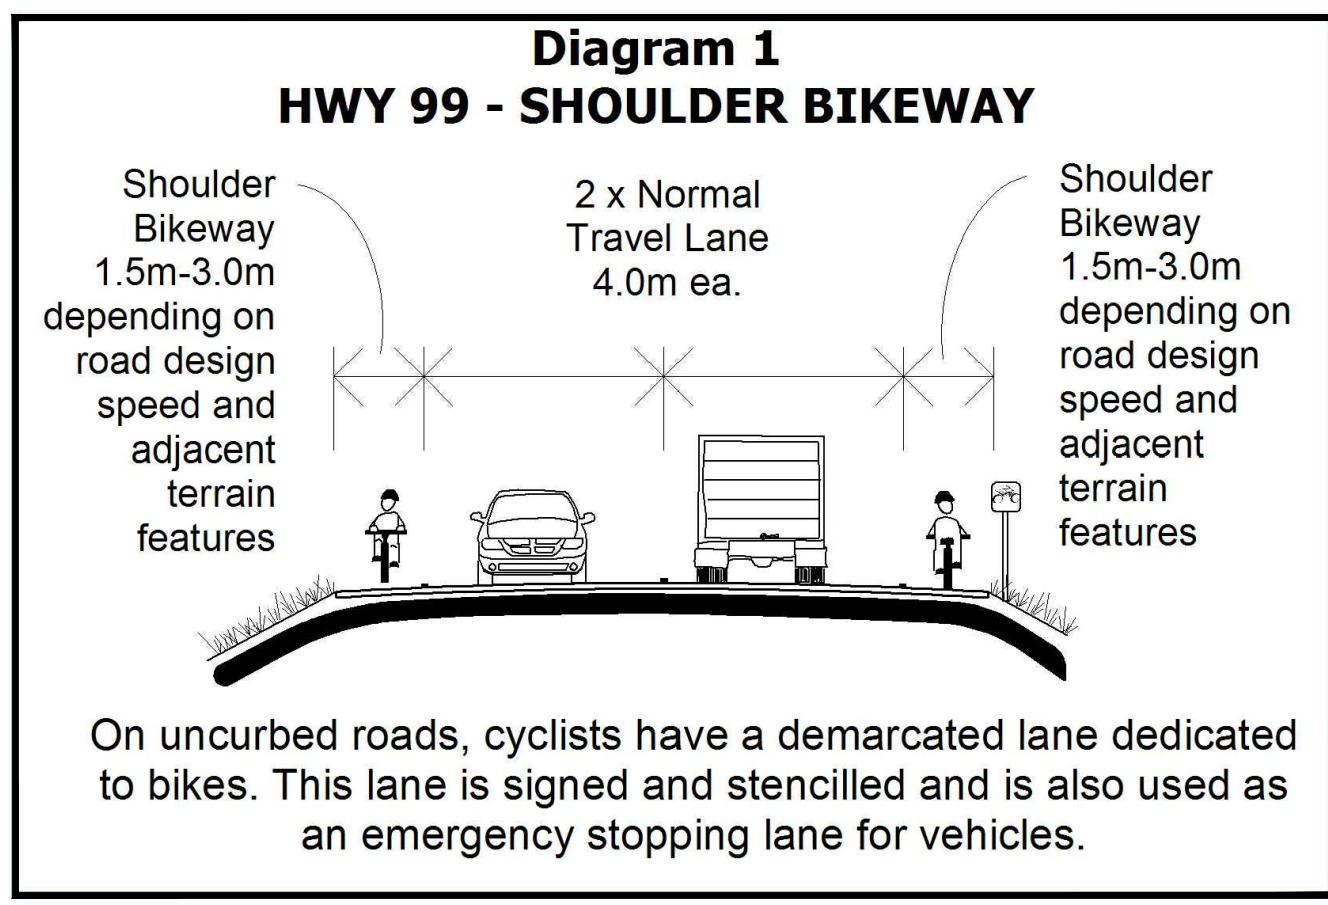 Diagram 1
HWY 99 - SHOULDER BIKEWAY
Shoulder
Bikeway
1.5m-3.0m
depending on
road design
speed and
adjacent
terrain
features
2 x Normal
Travel Lane
4.0m ea.
Shoulder
Bikeway
1.5m-3.0m
depending on
road design
speed and
adjacent
terrain
features
On uncurbed roads, cyclists have a demarcated lane dedicated
to bikes. This lane is signed and stencilled and is also used as
an emergency stopping lane for vehicles.